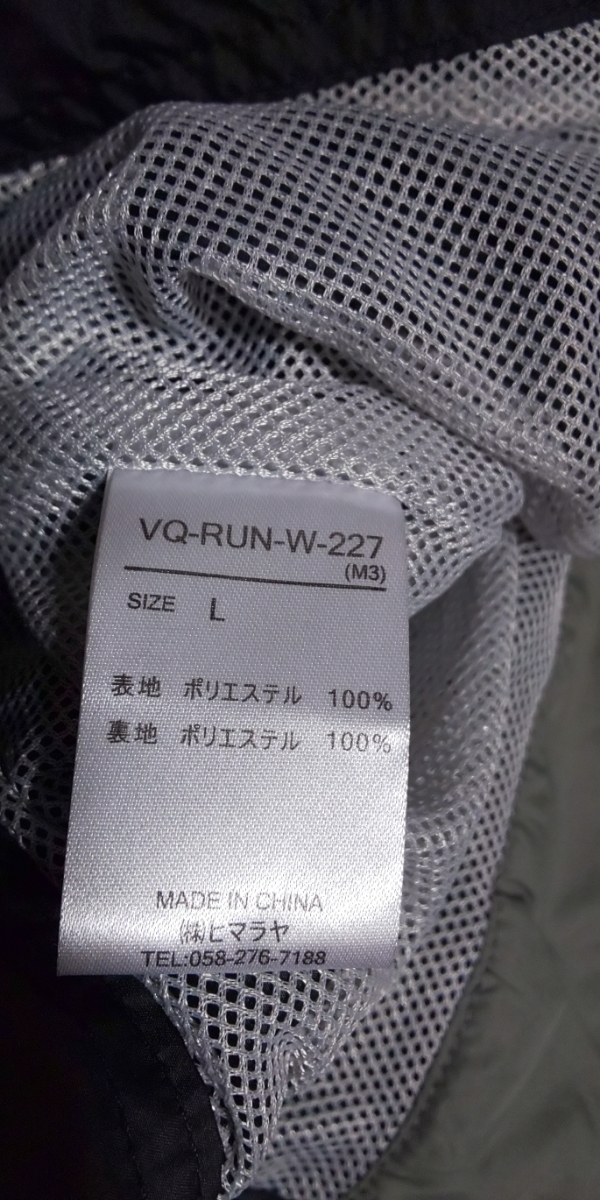 VQ-RUN-W-227
(M3)
SIZE L
表地 ポリエステル 100%
裏地 ポリエステル 100%
MADE IN CHINA
㈱ヒマラヤ
TEL:058-276-7188